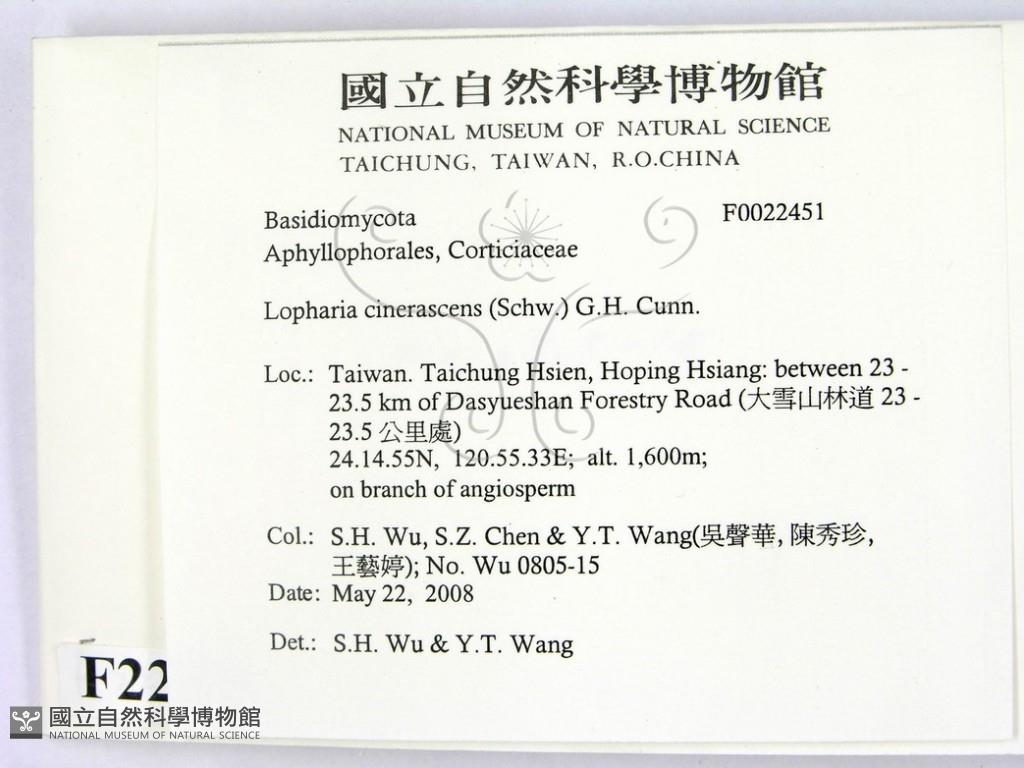 國立自然科學博物館
NATIONAL MUSEUM OF NATURAL SCIENCE
TAICHUNG, TAIWAN, R.O.CHINA
Basidiomycota F0022451
Aphyllophorales, Corticiaceae
Lopharia cinerascens (Schw.) G.H. Cunn.
Loc.: Taiwan. Taichung Hsien, Hoping Hsiang: between 23 -
23.5 km of Dasyueshan Forestry Road (大雪山林道 23 -
23.5 公里處)
24.14.55N, 120.55.33E; alt. 1,600m;
on branch of angiosperm
Col.: S.H. Wu, S.Z. Chen & Y.T. Wang(吳聲華, 陳秀珍,
王藝婷); No. Wu 0805-15
Date: May 22, 2008
Det.: S.H. Wu & Y.T. Wang
F22
國立自然科學博物館
NATIONAL MUSEUM OF NATURAL SCIENCE